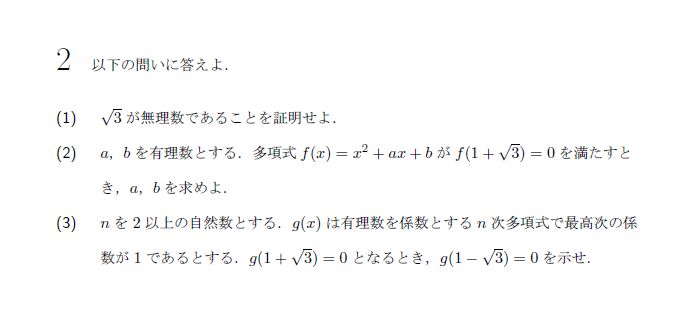 2 以下の問いに答えよ．
(1) √3 が無理数であることを証明せよ．
(2) a，b を有理数とする．多項式 f(x) = x² + ax + b が f(1 + √3) = 0 を満たすと
き，a，b を求めよ．
(3) n を 2 以上の自然数とする．g(x) は有理数を係数とする n 次多項式で最高次の係
数が 1 であるとする．g(1 + √3) = 0 となるとき，g(1 − √3) = 0 を示せ．